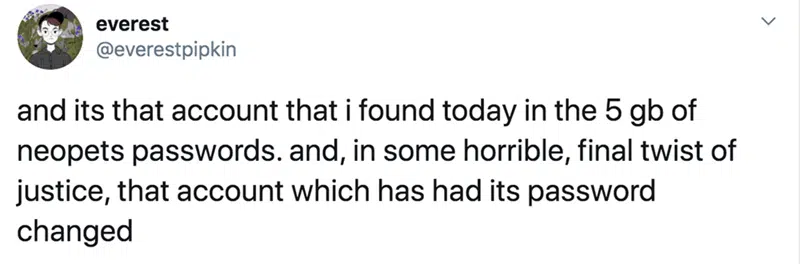 everest
@everestpipkin
and its that account that i found today in the 5 gb of
neopets passwords. and, in some horrible, final twist of
justice, that account which has had its password
changed